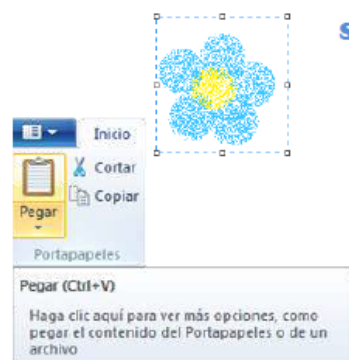 S
Inicio
Cortar
Copiar
Pegar
Portapapeles
Pegar (Ctrl+V)
Haga clic aquí para ver más opciones, como
pegar el contenido del Portapapeles o de un
archivo